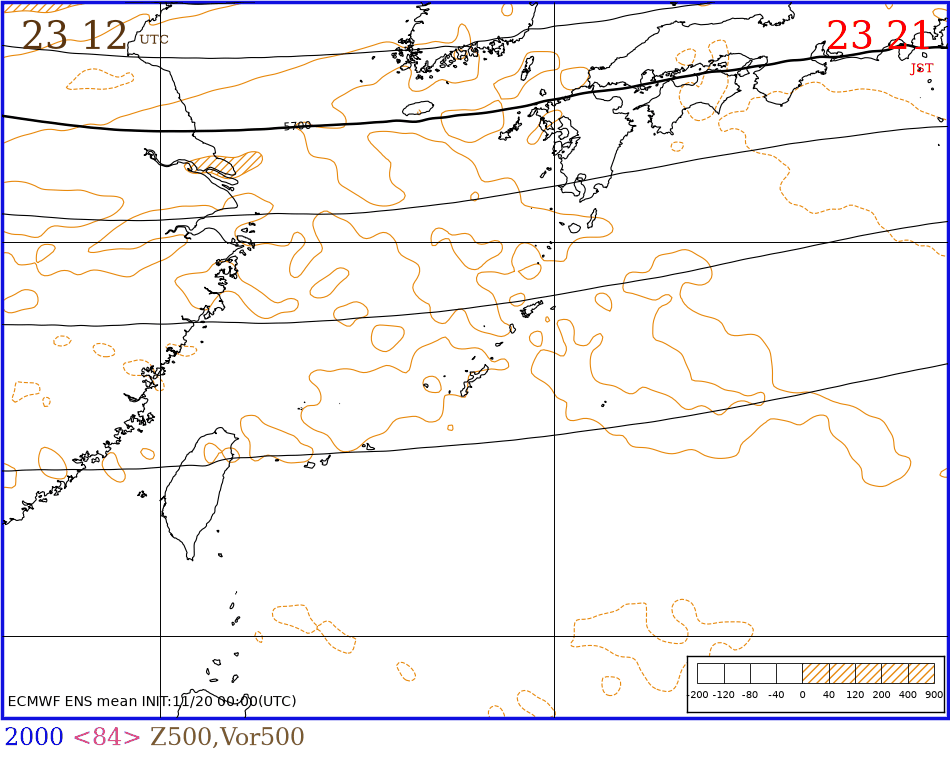 23 12 UTC
23 21
JST
5700
-200 -120 -80 -40 0 40 120 200 400 900
ECMWF ENS mean INIT:11/20 00:00(UTC)
2000 <84> Z500,Vor500